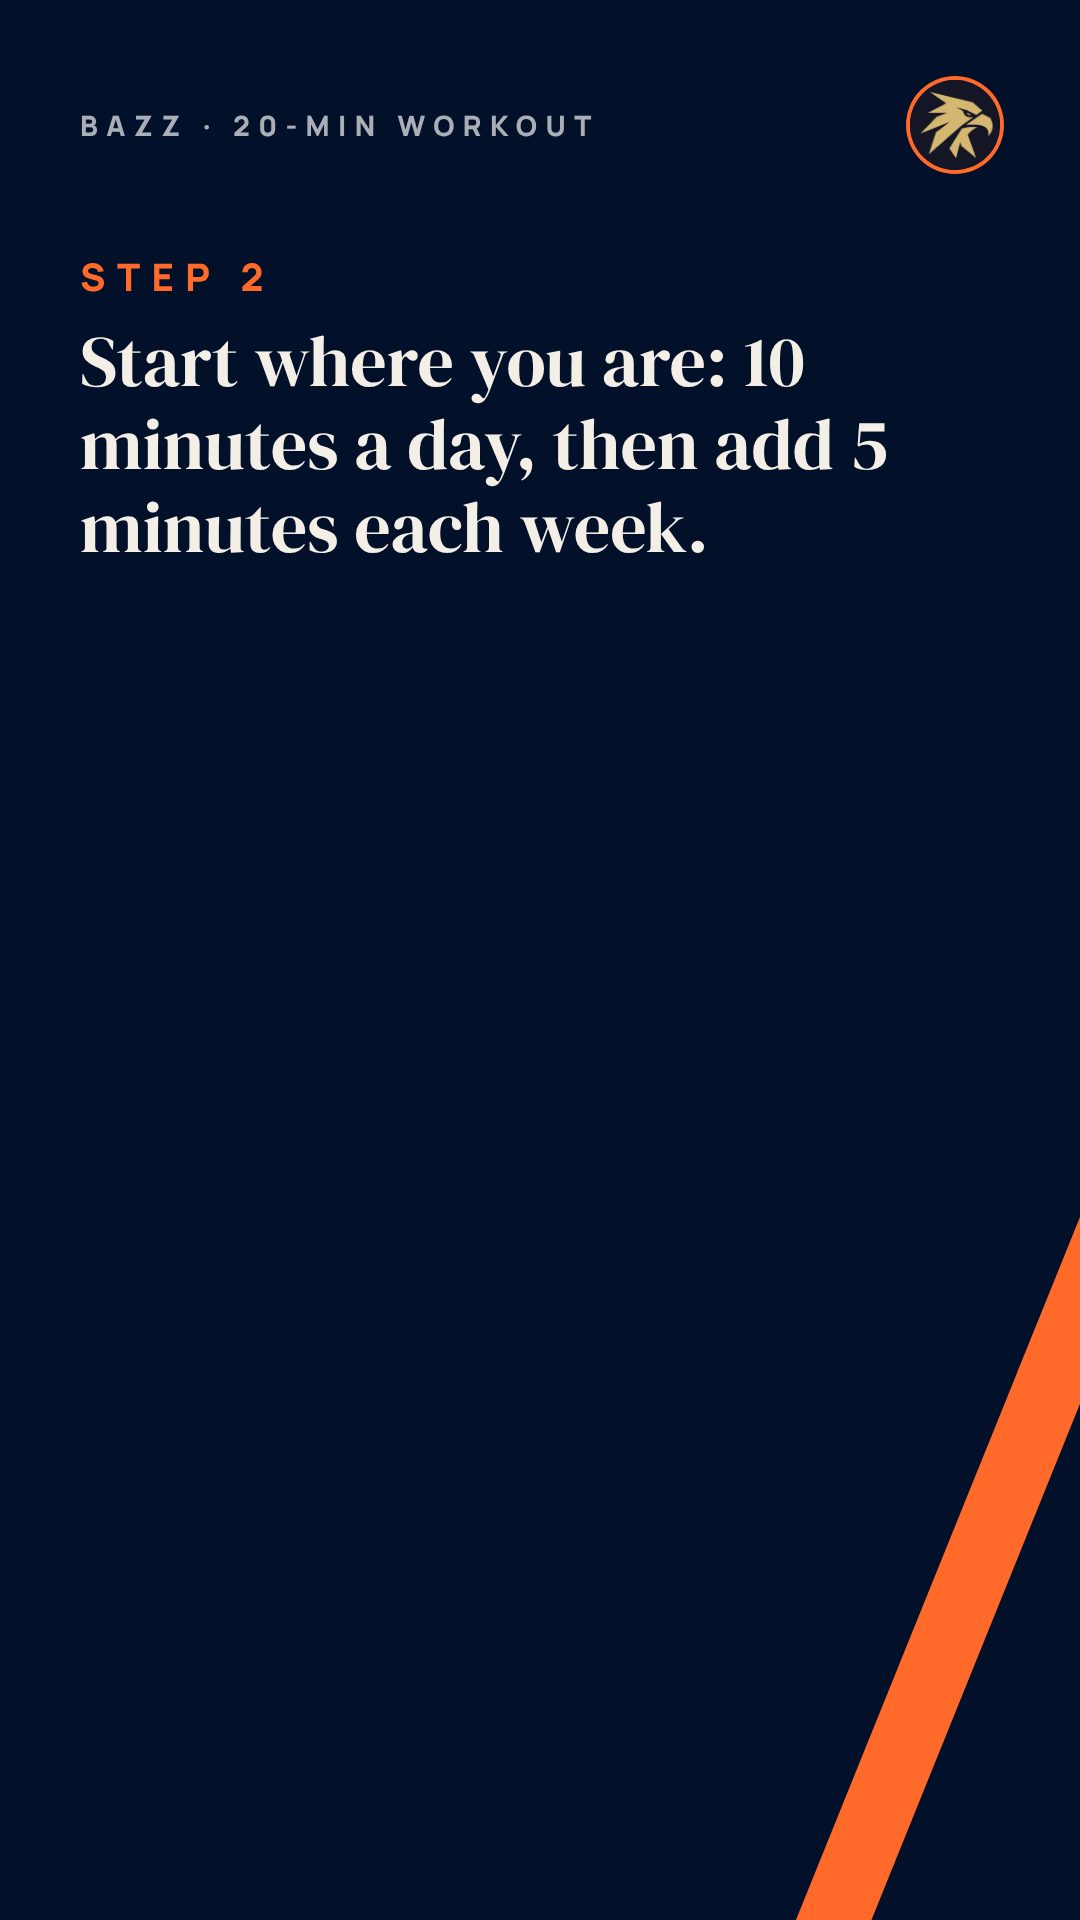 BAZZ · 20-MIN WORKOUT
STEP 2
Start where you are: 10
minutes a day, then add 5
minutes each week.